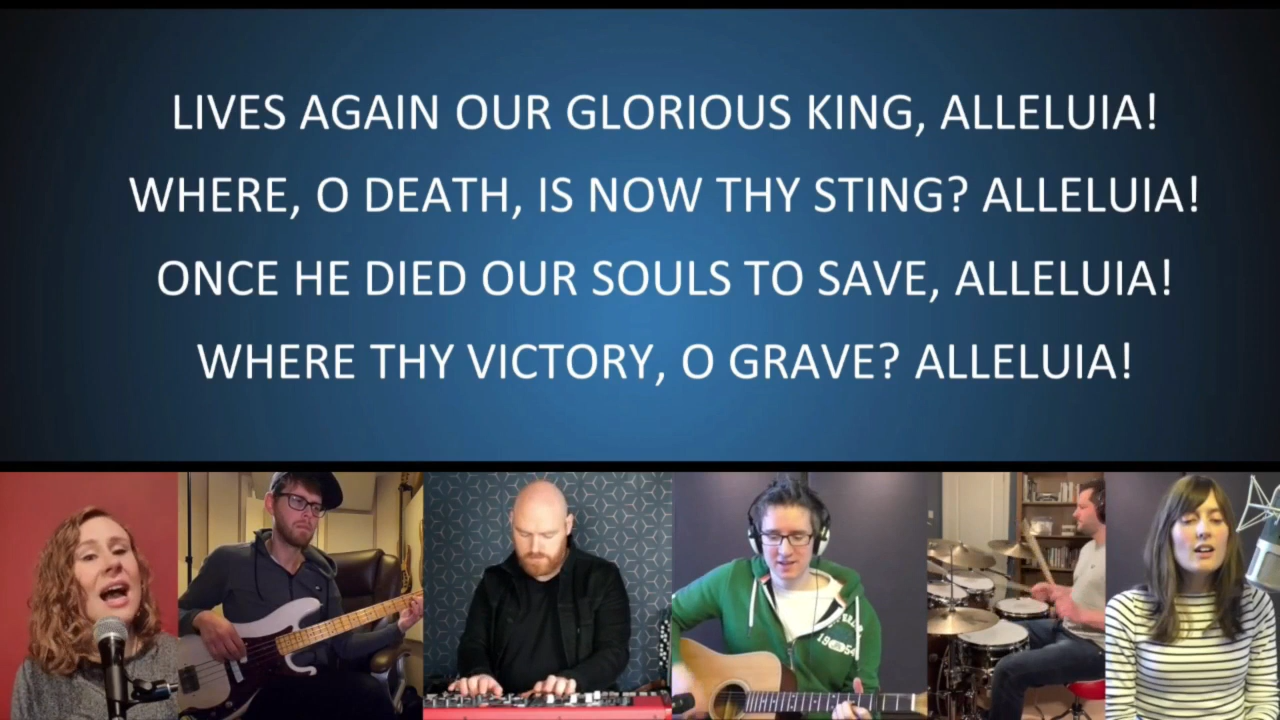 LIVES AGAIN OUR GLORIOUS KING, ALLELUIA!
WHERE, O DEATH, IS NOW THY STING? ALLELUIA!
ONCE HE DIED OUR SOULS TO SAVE, ALLELUIA!
WHERE THY VICTORY, O GRAVE? ALLELUIA!